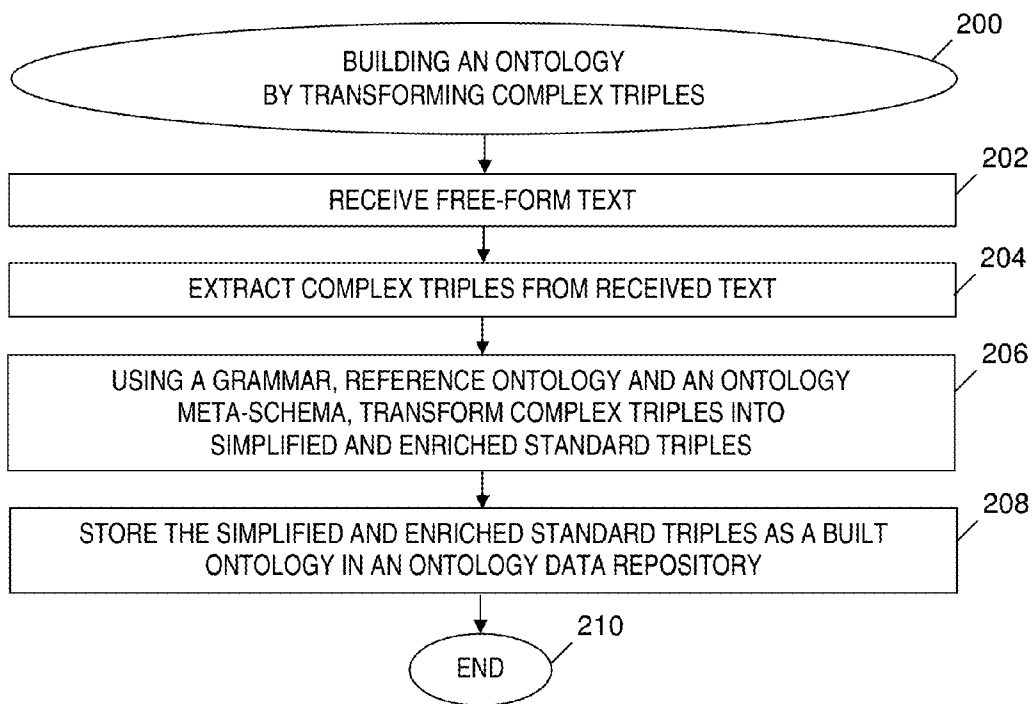 200
BUILDING AN ONTOLOGY
BY TRANSFORMING COMPLEX TRIPLES
202
RECEIVE FREE-FORM TEXT
204
EXTRACT COMPLEX TRIPLES FROM RECEIVED TEXT
206
USING A GRAMMAR, REFERENCE ONTOLOGY AND AN ONTOLOGY
META-SCHEMA, TRANSFORM COMPLEX TRIPLES INTO
SIMPLIFIED AND ENRICHED STANDARD TRIPLES
208
STORE THE SIMPLIFIED AND ENRICHED STANDARD TRIPLES AS A BUILT
ONTOLOGY IN AN ONTOLOGY DATA REPOSITORY
210
END